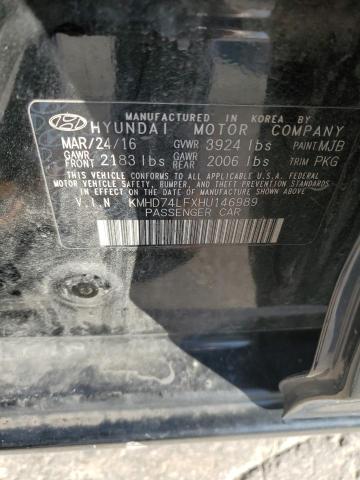 MANUFACTURED IN KOREA BY
HYUNDAI MOTOR COMPANY
MAR/24/16 GVWR 3924 lbs PAINT MJB
GAWR FRONT 2183 lbs GAWR REAR 2006 lbs TRIM PKG
THIS VEHICLE CONFORMS TO ALL APPLICABLE U.S.A. FEDERAL
MOTOR VEHICLE SAFETY, BUMPER, AND THEFT PREVENTION STANDARDS
IN EFFECT ON THE DATE OF MANUFACTURE SHOWN ABOVE.
V.I.N KMHD74LFXHU146989
PASSENGER CAR